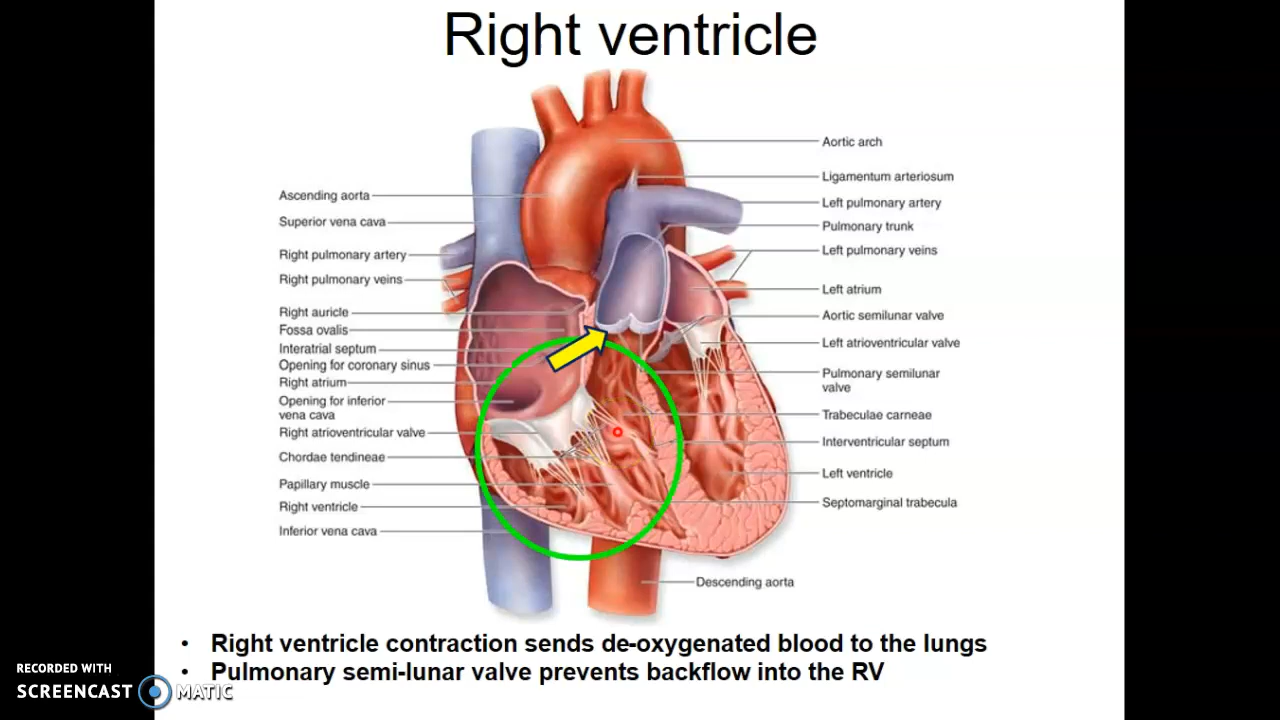 Right ventricle
Ascending aorta
Superior vena cava
Right pulmonary artery
Right pulmonary veins
Right auricle
Fossa ovalis
Interatrial septum
Opening for coronary sinus
Right atrium
Opening for inferior
vena cava
Right atrioventricular valve
Chordae tendineae
Papillary muscle
Right ventricle
Inferior vena cava
Aortic arch
Ligamentum arteriosum
Left pulmonary artery
Pulmonary trunk
Left pulmonary veins
Left atrium
Aortic semilunar valve
Left atrioventricular valve
Pulmonary semilunar
valve
Trabeculae carneae
Interventricular septum
Left ventricle
Septomarginal trabecula
Descending aorta
• Right ventricle contraction sends de-oxygenated blood to the lungs
• Pulmonary semi-lunar valve prevents backflow into the RV
RECORDED WITH
SCREENCAST MATIC